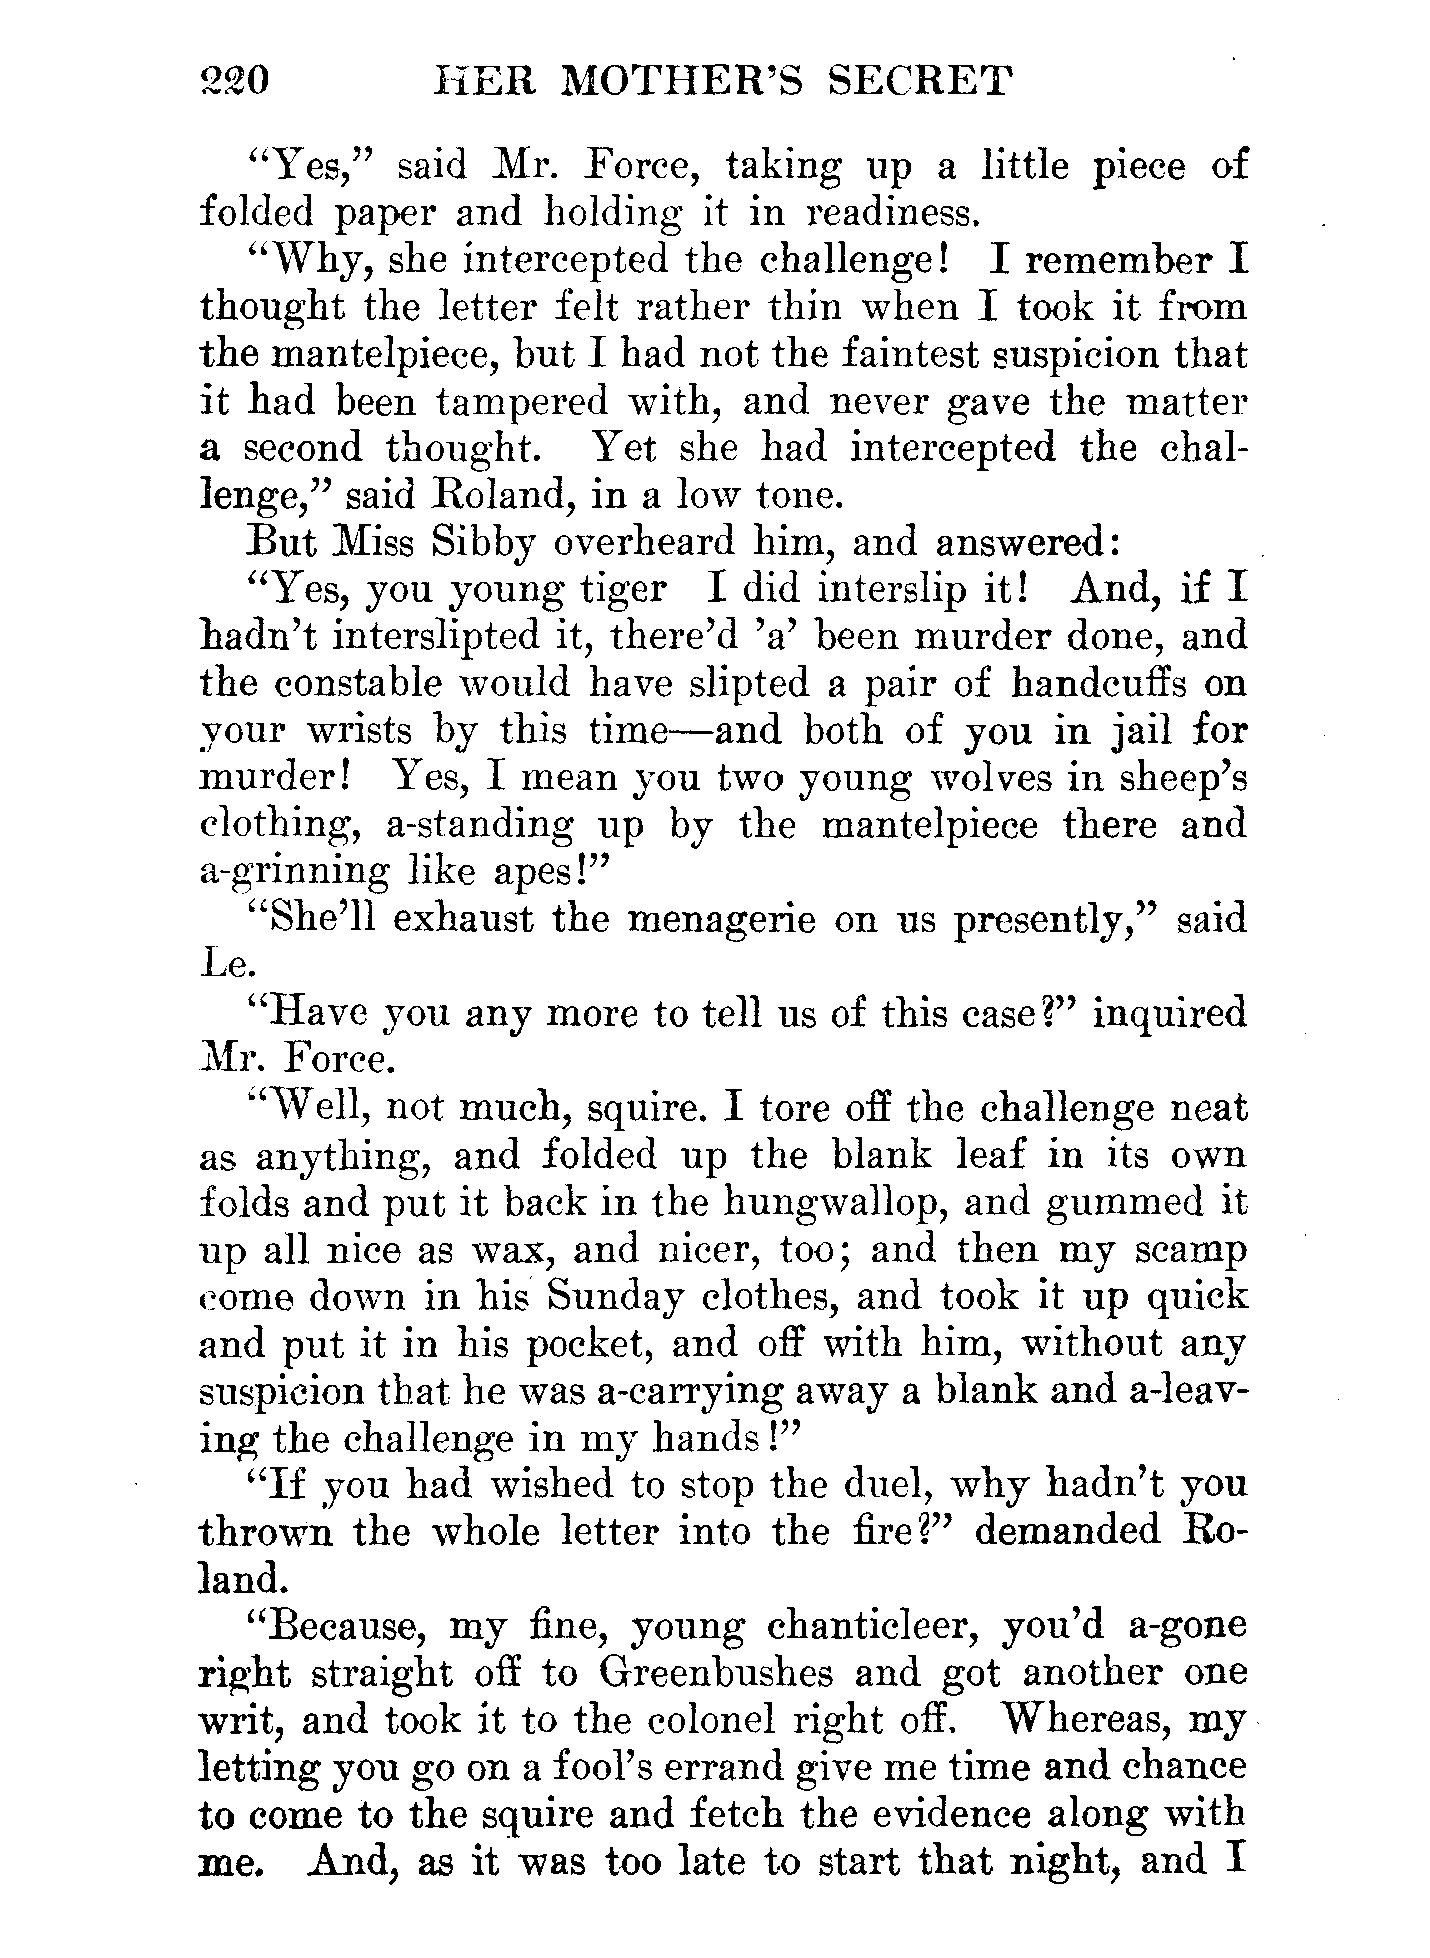 220 HER MOTHER'S SECRET
“Yes,” said Mr. Force, taking up a little piece of
folded paper and holding it in readiness.
“Why, she intercepted the challenge! I remember I
thought the letter felt rather thin when I took it from
the mantelpiece, but I had not the faintest suspicion that
it had been tampered with, and never gave the matter
a second thought. Yet she had intercepted the chal-
lenge,” said Roland, in a low tone.
But Miss Sibby overheard him, and answered:
“Yes, you young tiger I did interslip it! And, if I
hadn’t interslipted it, there’d ’a’ been murder done, and
the constable would have slipted a pair of handcuffs on
your wrists by this time—and both of you in jail for
murder! Yes, I mean you two young wolves in sheep’s
clothing, a-standing up by the mantelpiece there and
a-grinning like apes!”
“She’ll exhaust the menagerie on us presently,” said
Le.
“Have you any more to tell us of this case?” inquired
Mr. Force.
“Well, not much, squire. I tore off the challenge neat
as anything, and folded up the blank leaf in its own
folds and put it back in the hungwallop, and gummed it
up all nice as wax, and nicer, too; and then my scamp
come down in his Sunday clothes, and took it up quick
and put it in his pocket, and off with him, without any
suspicion that he was a-carrying away a blank and a-leav-
ing the challenge in my hands!”
“If you had wished to stop the duel, why hadn’t you
thrown the whole letter into the fire?” demanded Ro-
land.
“Because, my fine, young chanticleer, you’d a-gone
right straight off to Greenbushes and got another one
writ, and took it to the colonel right off. Whereas, my
letting you go on a fool’s errand give me time and chance
to come to the squire and fetch the evidence along with
me. And, as it was too late to start that night, and I